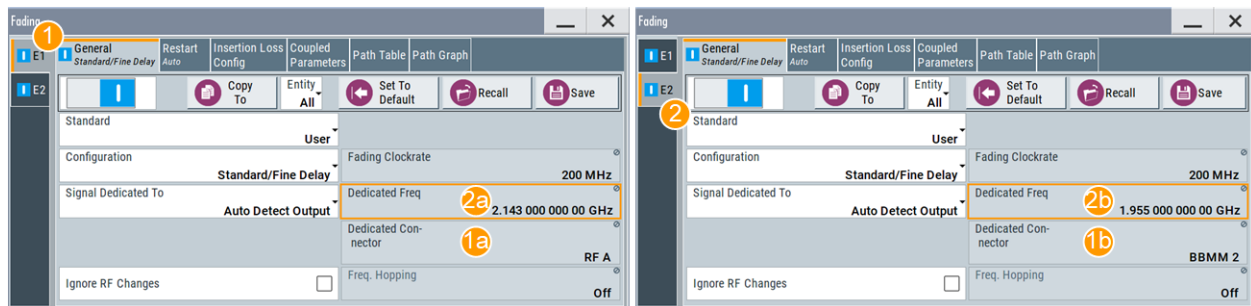 Fading
1
E1
E2
General
Standard/Fine Delay
Restart
Auto
Insertion Loss
Config
Coupled
Parameters
Path Table
Path Graph
Copy
To
Entity
All
Set To
Default
Recall
Save
Standard
User
Configuration
Standard/Fine Delay
Fading Clockrate
200 MHz
Signal Dedicated To
Auto Detect Output
Dedicated Freq
2a
2.143 000 000 00 GHz
Dedicated Con-
nector
1a
RF A
Ignore RF Changes
Freq. Hopping
Off
Fading
E1
E2
2
General
Standard/Fine Delay
Restart
Auto
Insertion Loss
Config
Coupled
Parameters
Path Table
Path Graph
Copy
To
Entity
All
Set To
Default
Recall
Save
Standard
User
Configuration
Standard/Fine Delay
Fading Clockrate
200 MHz
Signal Dedicated To
Auto Detect Output
Dedicated Freq
2b
1.955 000 000 00 GHz
Dedicated Con-
nector
1b
BBMM 2
Ignore RF Changes
Freq. Hopping
Off